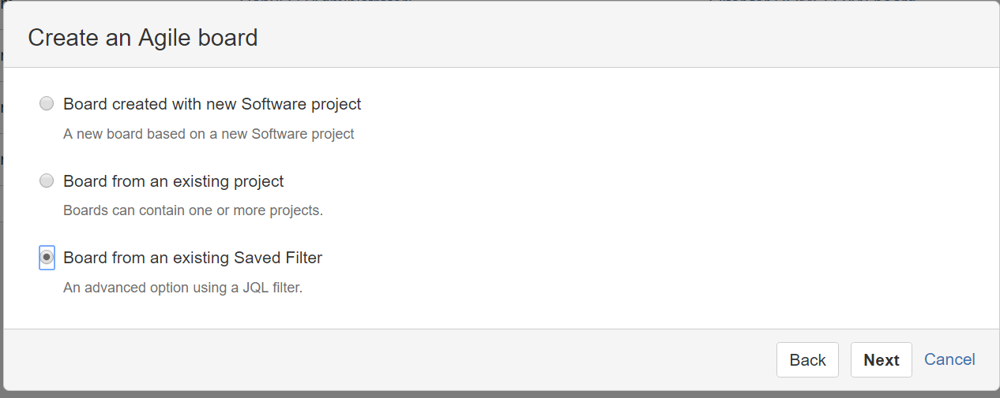 Create an Agile board
Board created with new Software project
A new board based on a new Software project
Board from an existing project
Boards can contain one or more projects.
Board from an existing Saved Filter
An advanced option using a JQL filter.
Back Next Cancel